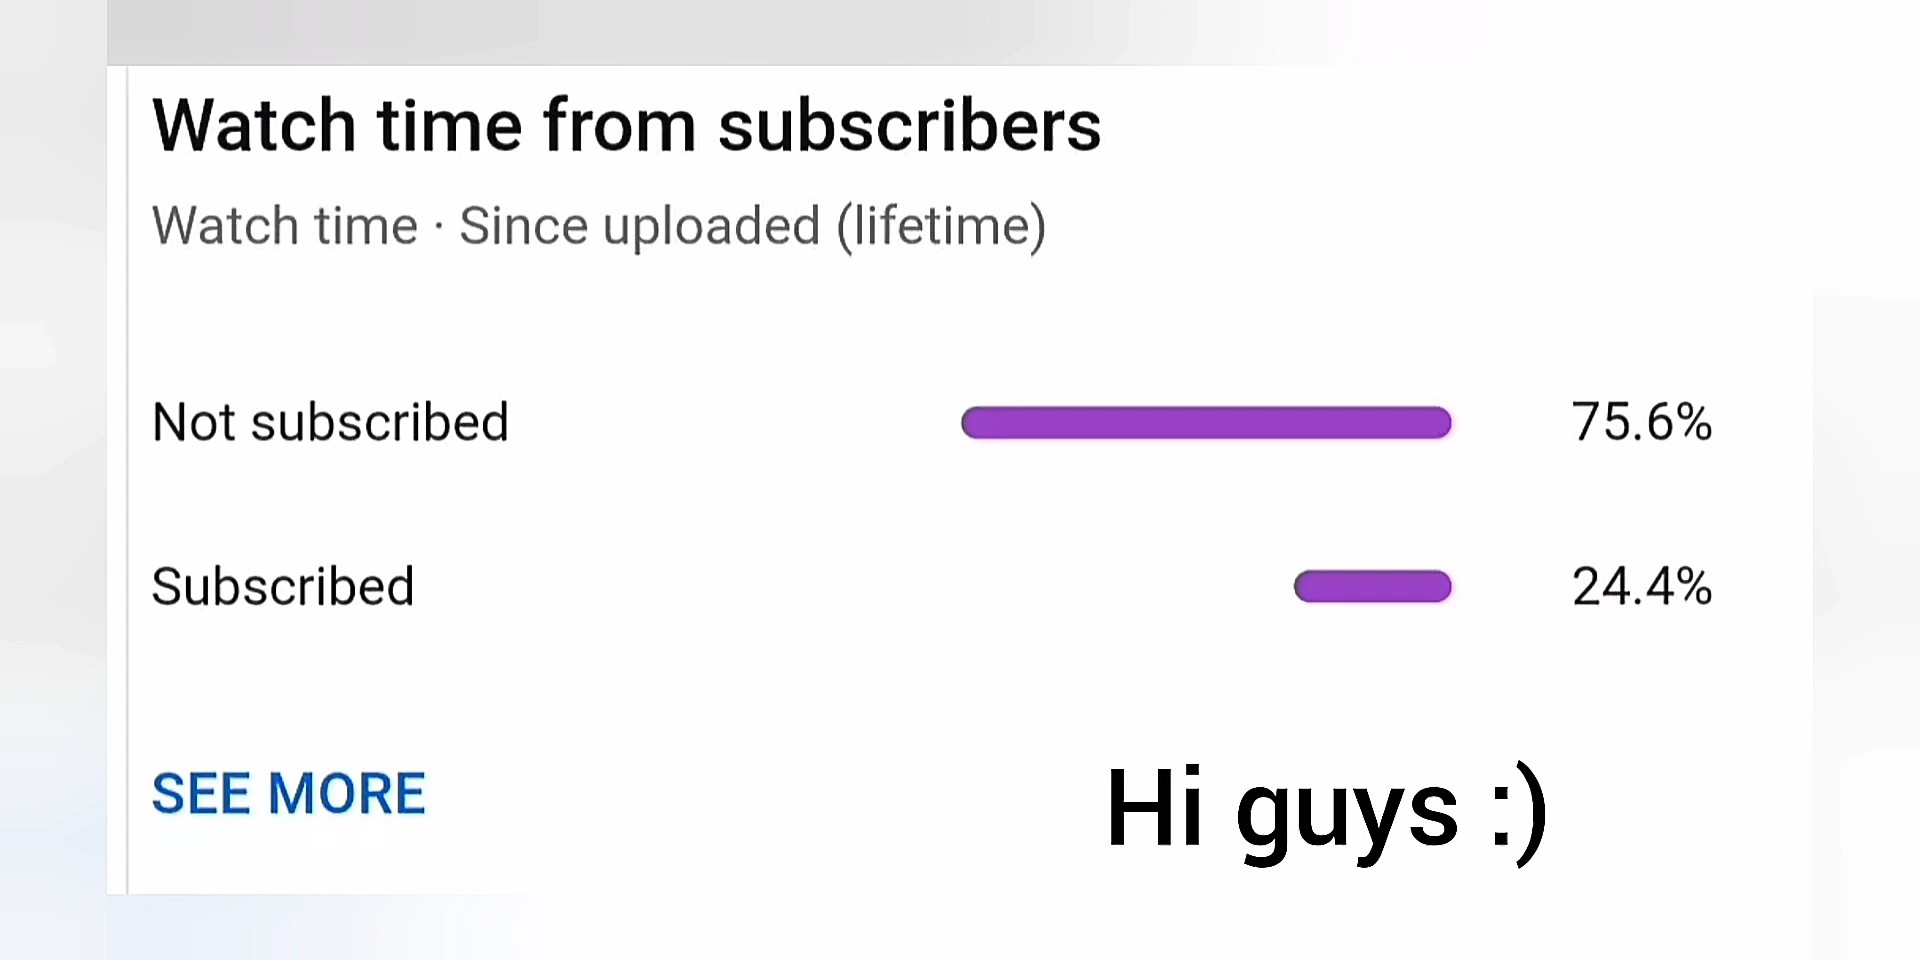 Watch time from subscribers
Watch time · Since uploaded (lifetime)
Not subscribed 75.6%
Subscribed 24.4%
SEE MORE
Hi guys :)